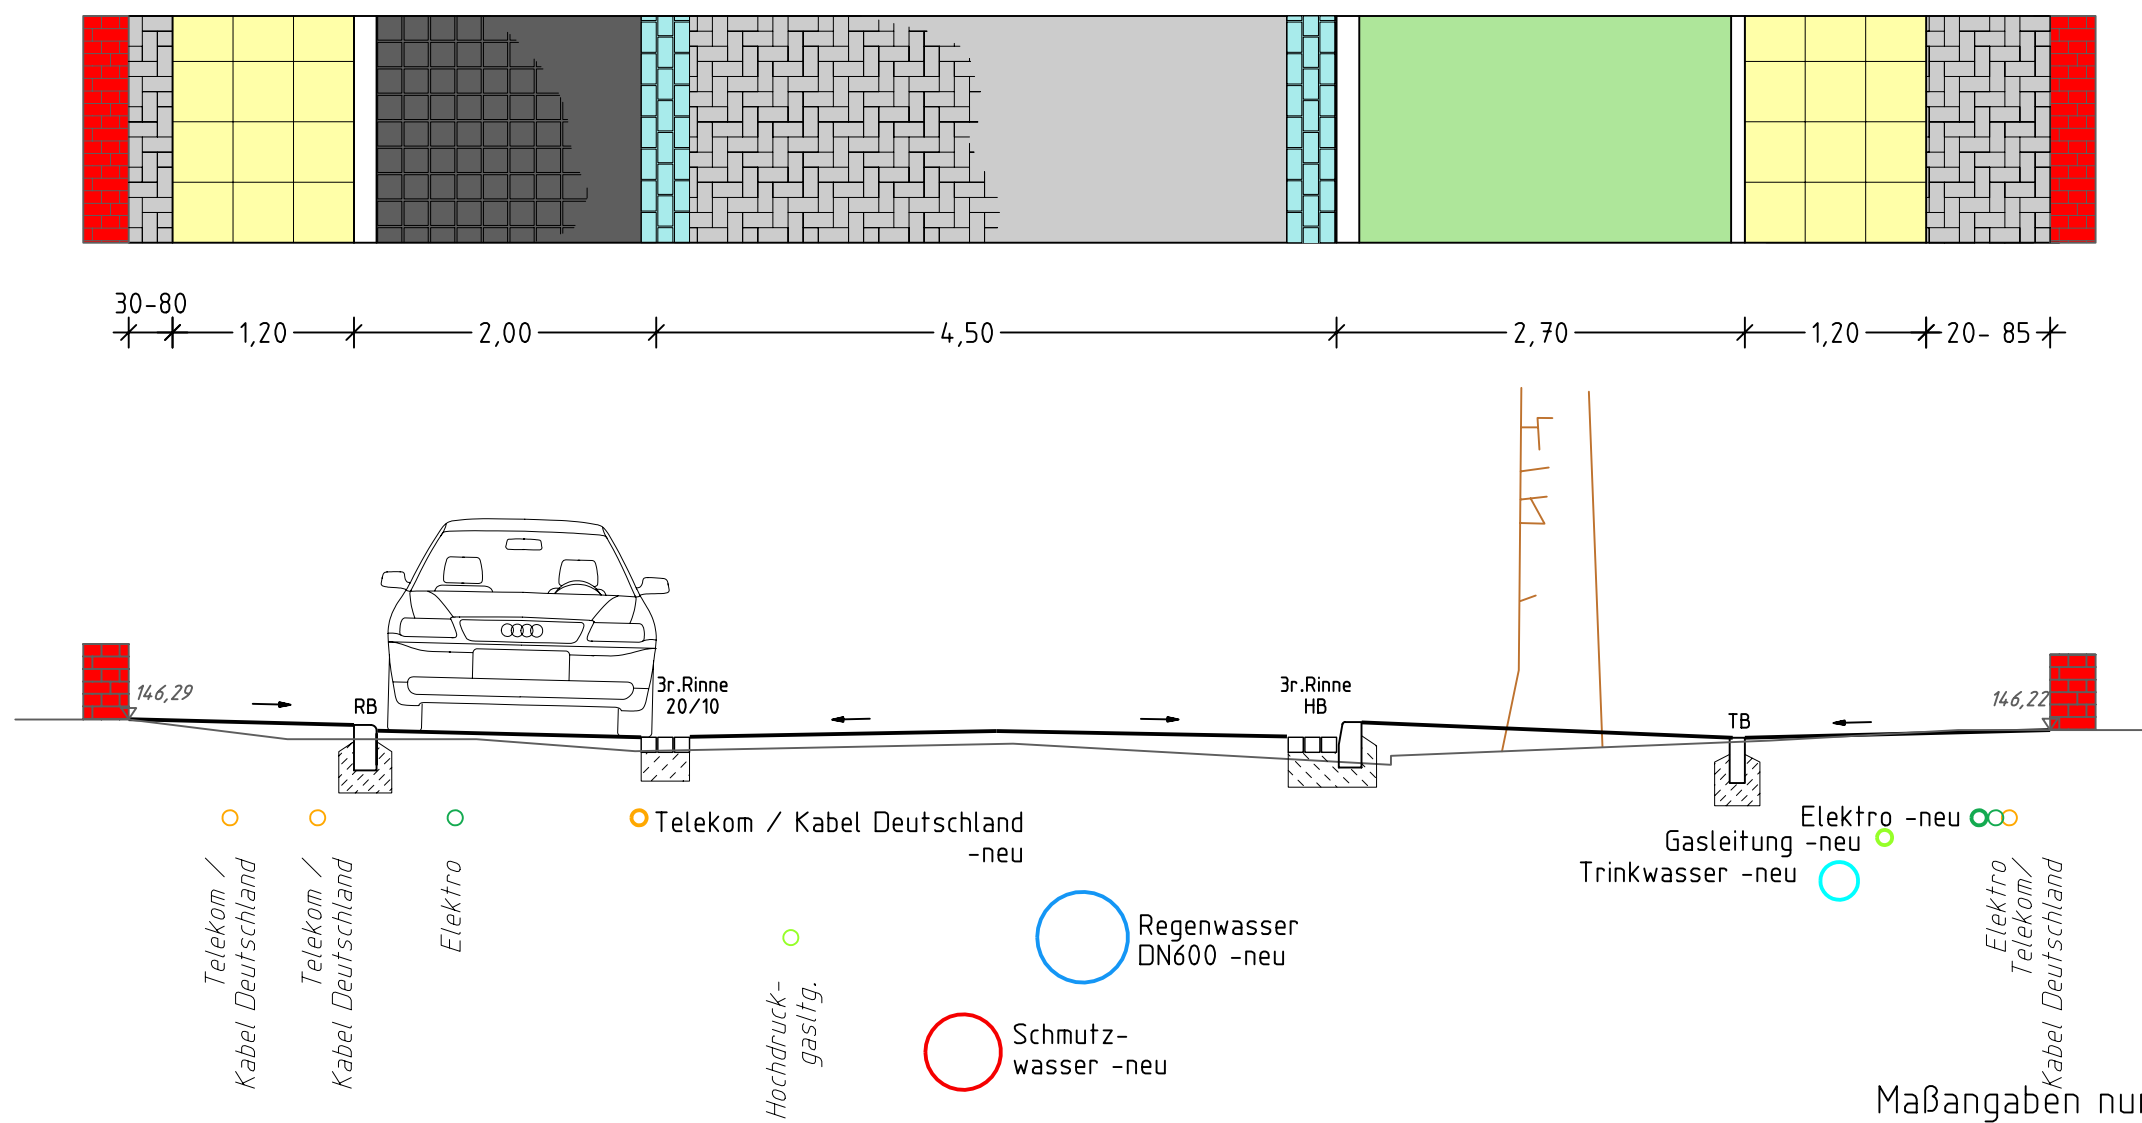 30-80
1,20
2,00
4,50
2,70
1,20
20- 85
146,29
RB
3r.Rinne
20/10
3r.Rinne
HB
TB
146,22
Telekom / Kabel Deutschland
-neu
Elektro -neu
Gasleitung -neu
Trinkwasser -neu
Telekom /
Kabel Deutschland
Telekom /
Kabel Deutschland
Elektro
Hochdruck-
gasltg.
Regenwasser
DN600 -neu
Schmutz-
wasser -neu
Elektro
Telekom/
Kabel Deutschland
Maßangaben nur